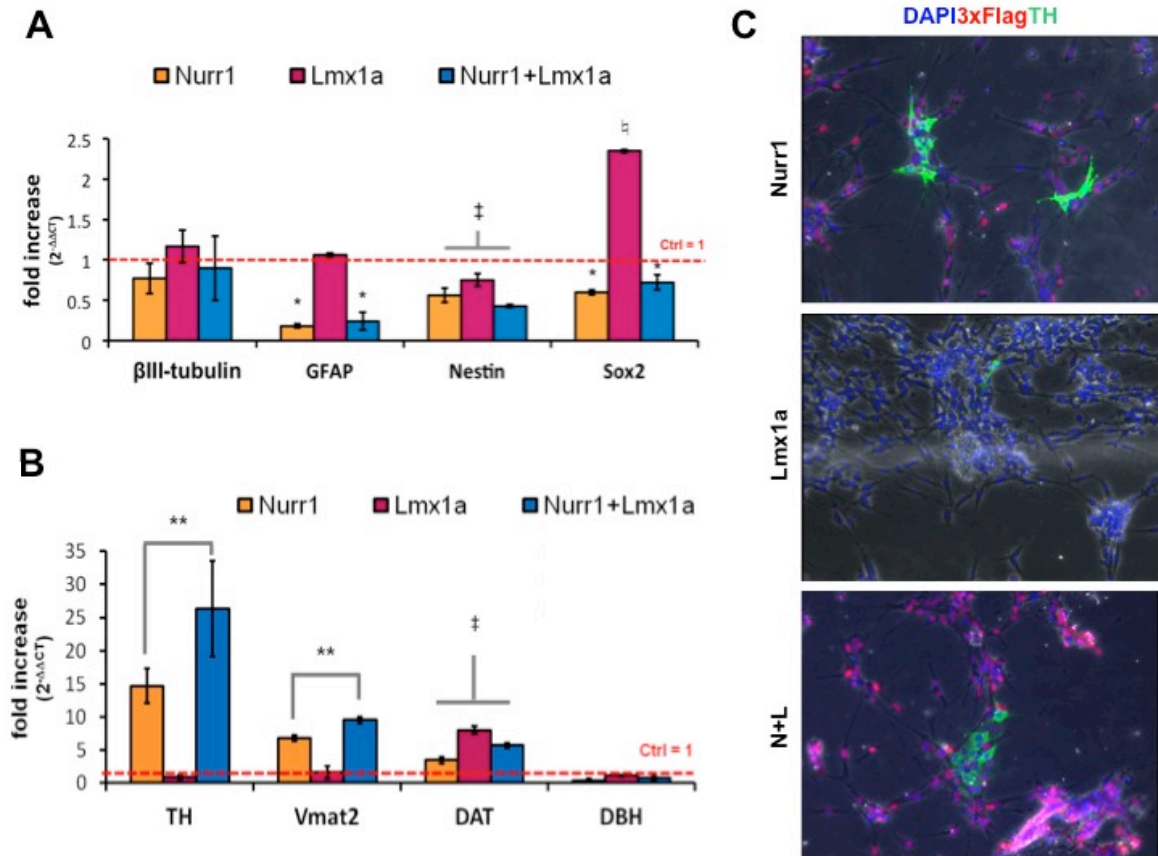 A
Nurr1 Lmx1a Nurr1+Lmx1a
fold increase
(2-ΔΔCT)
2.5
2
1.5
1
0.5
0
‡
Ctrl = 1
* * * *
βIII-tubulin GFAP Nestin Sox2
B
Nurr1 Lmx1a Nurr1+Lmx1a
fold increase
(2-ΔΔCT)
35
30
25
20
15
10
5
0
** ** ‡
Ctrl = 1
TH Vmat2 DAT DBH
C
DAPI3xFlagTH
Nurr1
Lmx1a
N+L